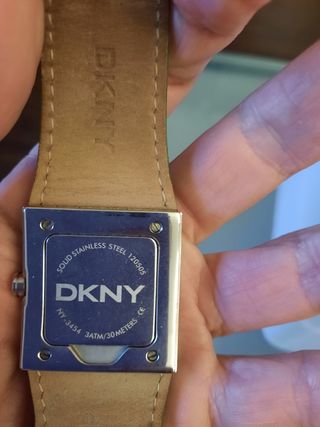 DKNY
SOLID STAINLESS STEEL 120505
DKNY
NY-3454 3ATM/30METERS CE